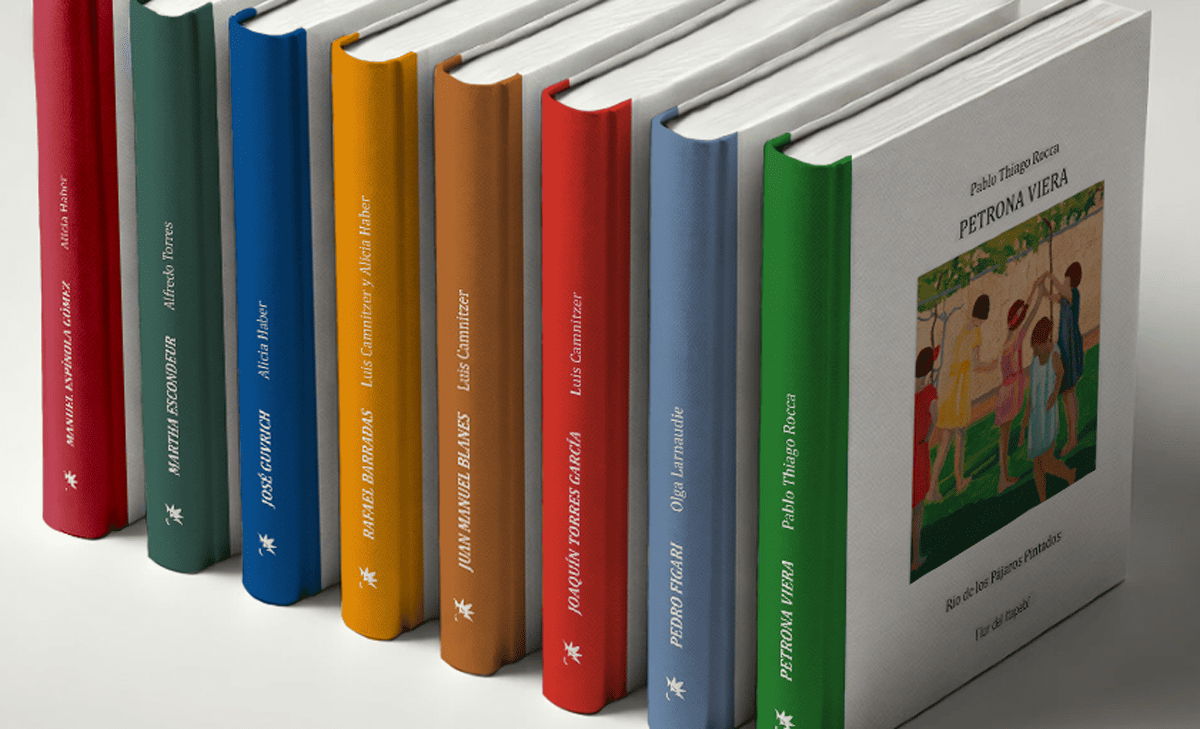 MANUEL ESPÍNOLA GÓMEZ Alicia Haber
MARTHA ESCONDEUR Alfredo Torres
JOSÉ GUVRICH Alicia Haber
RAFAEL BARRADAS Luis Camnitzer y Alicia Haber
JUAN MANUEL BLANES Luis Camnitzer
JOAQUÍN TORRES GARCÍA Luis Camnitzer
PEDRO FIGARI Olga Larnaudie
PETRONA VIERA Pablo Thiago Rocca
Pablo Thiago Rocca
PETRONA VIERA
Río de los Pájaros Pintados
Flor del Itapebí